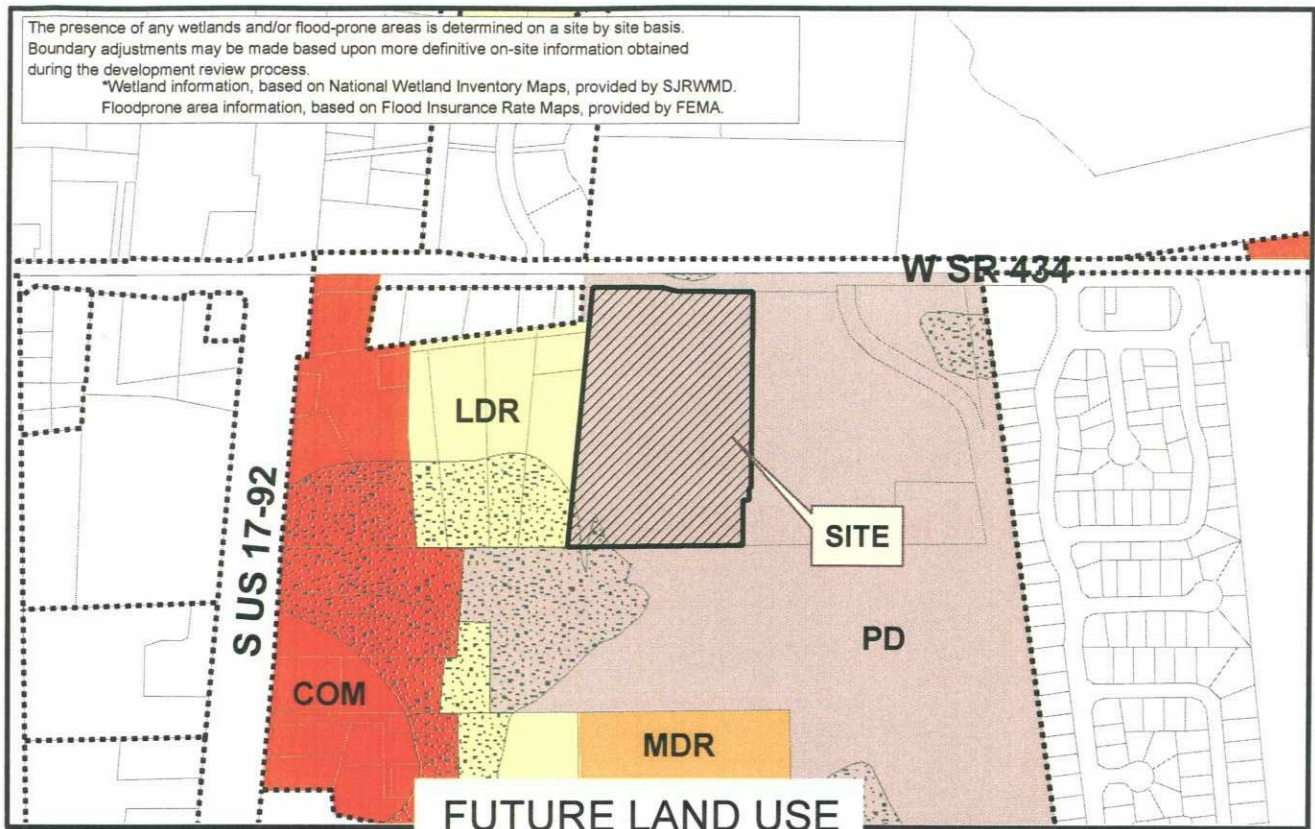 The presence of any wetlands and/or flood-prone areas is determined on a site by site basis.
Boundary adjustments may be made based upon more definitive on-site information obtained
during the development review process.
*Wetland information, based on National Wetland Inventory Maps, provided by SJRWMD.
Floodprone area information, based on Flood Insurance Rate Maps, provided by FEMA.
W SR 434
LDR
S US 17-92
SITE
PD
COM
MDR
FUTURE LAND USE